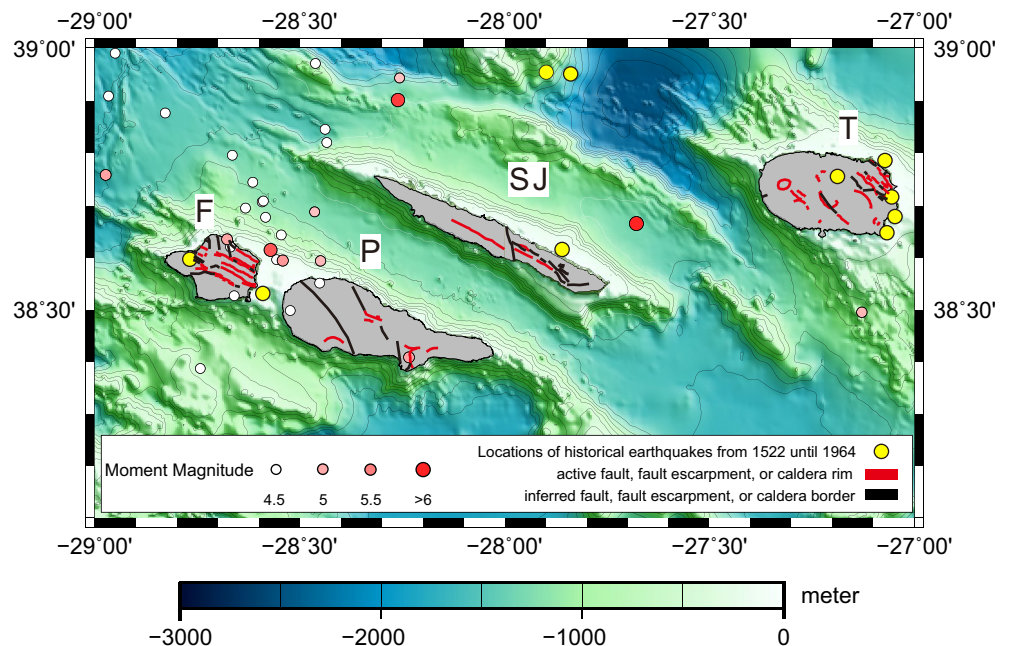 −29˚00' −28˚30' −28˚00' −27˚30' −27˚00'
39˚00' 39˚00'
T
SJ
F
P
38˚30' 38˚30'
Locations of historical earthquakes from 1522 until 1964
Moment Magnitude
active fault, fault escarpment, or caldera rim
4.5 5 5.5 >6
inferred fault, fault escarpment, or caldera border
−29˚00' −28˚30' −28˚00' −27˚30' −27˚00'
meter
−3000 −2000 −1000 0